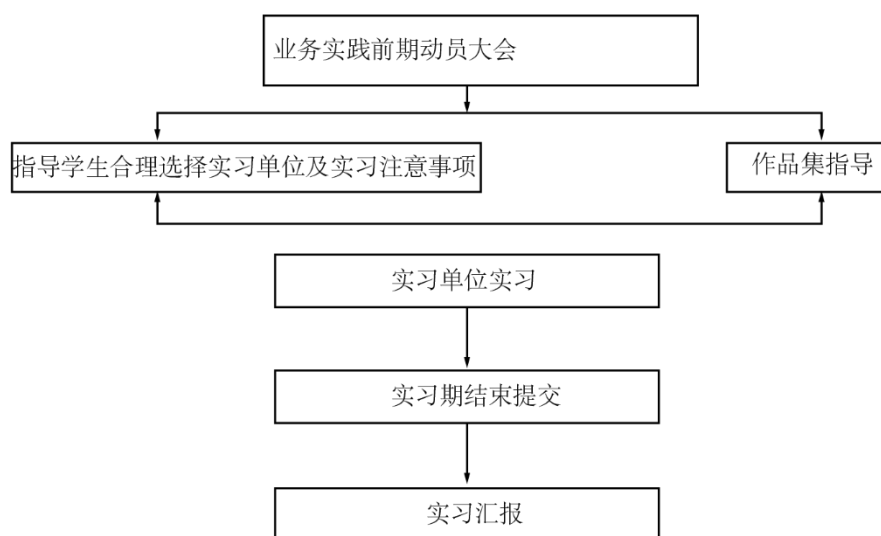 业务实践前期动员大会
指导学生合理选择实习单位及实习注意事项
作品集指导
实习单位实习
实习期结束提交
实习汇报